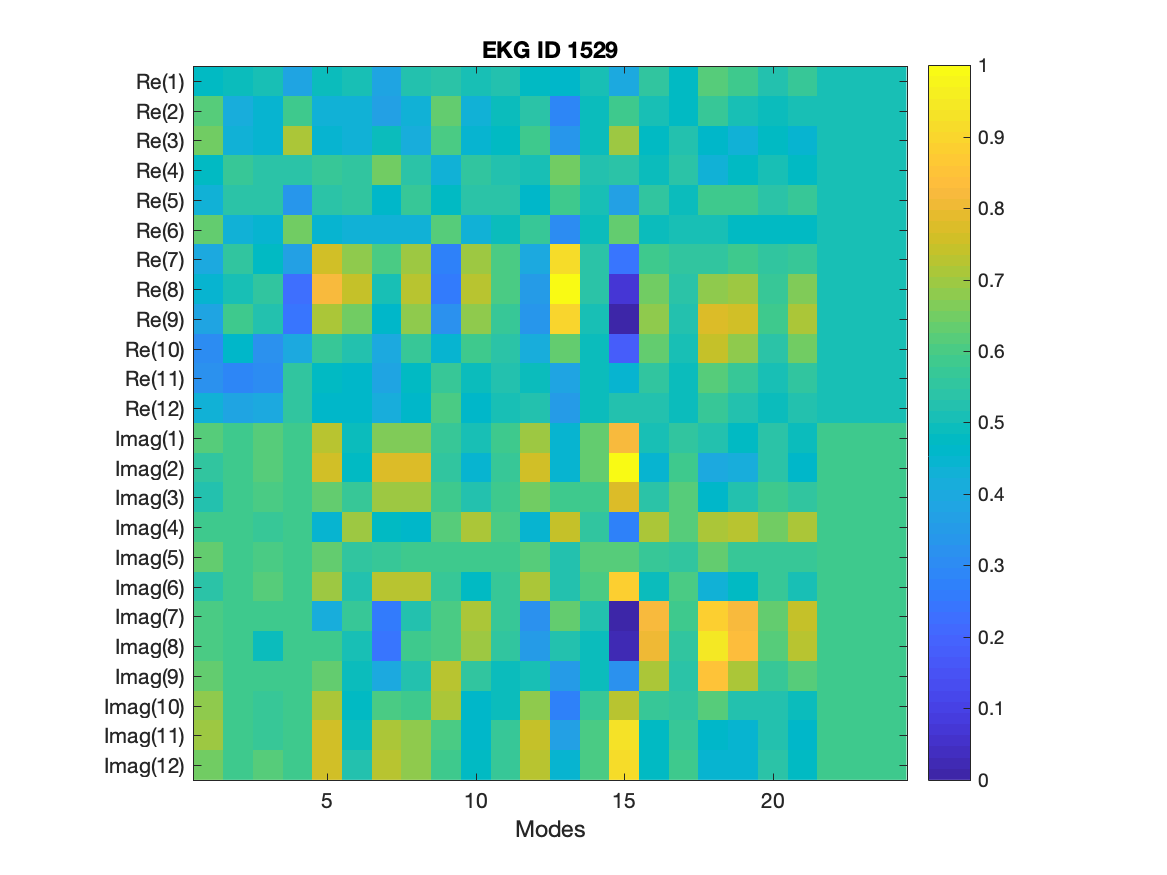 EKG ID 1529
Re(1)
Re(2)
Re(3)
Re(4)
Re(5)
Re(6)
Re(7)
Re(8)
Re(9)
Re(10)
Re(11)
Re(12)
Imag(1)
Imag(2)
Imag(3)
Imag(4)
Imag(5)
Imag(6)
Imag(7)
Imag(8)
Imag(9)
Imag(10)
Imag(11)
Imag(12)
5 10 15 20
Modes
1
0.9
0.8
0.7
0.6
0.5
0.4
0.3
0.2
0.1
0